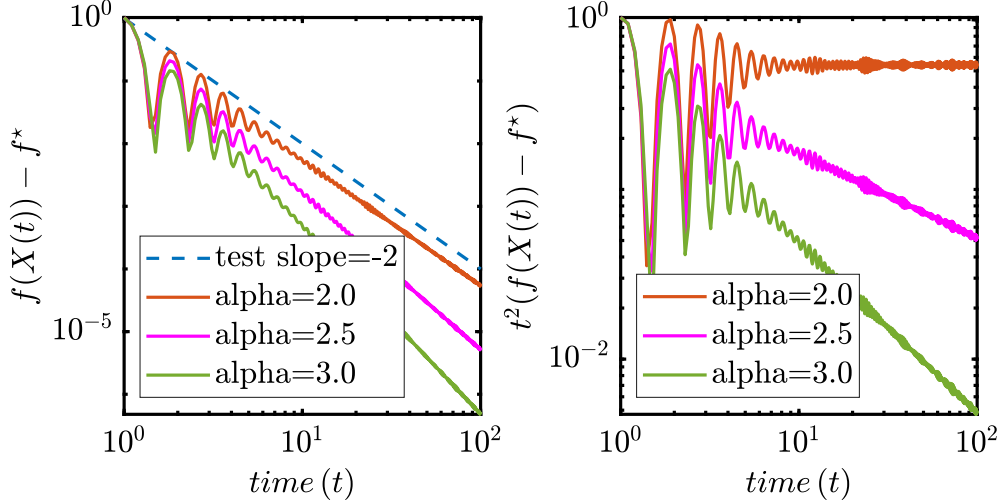 f(X(t)) − f⋆
10^0
10^-5
test slope=-2
alpha=2.0
alpha=2.5
alpha=3.0
10^0
10^1
10^2
time (t)
t^2(f(X(t)) − f⋆)
10^0
10^-2
alpha=2.0
alpha=2.5
alpha=3.0
10^0
10^1
10^2
time (t)